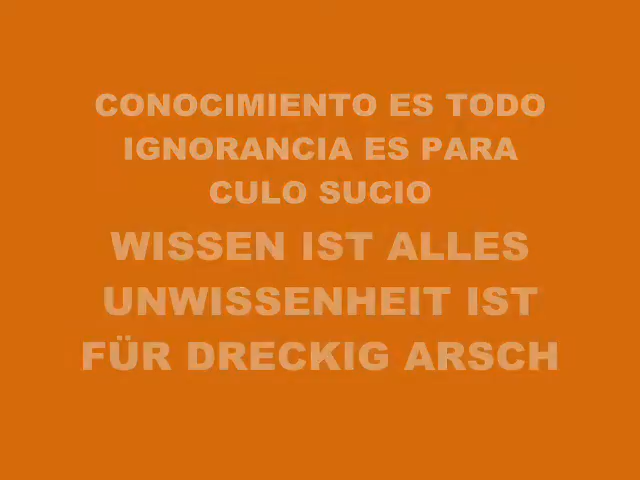 CONOCIMIENTO ES TODO
IGNORANCIA ES PARA
CULO SUCIO
WISSEN IST ALLES
UNWISSENHEIT IST
FÜR DRECKIG ARSCH